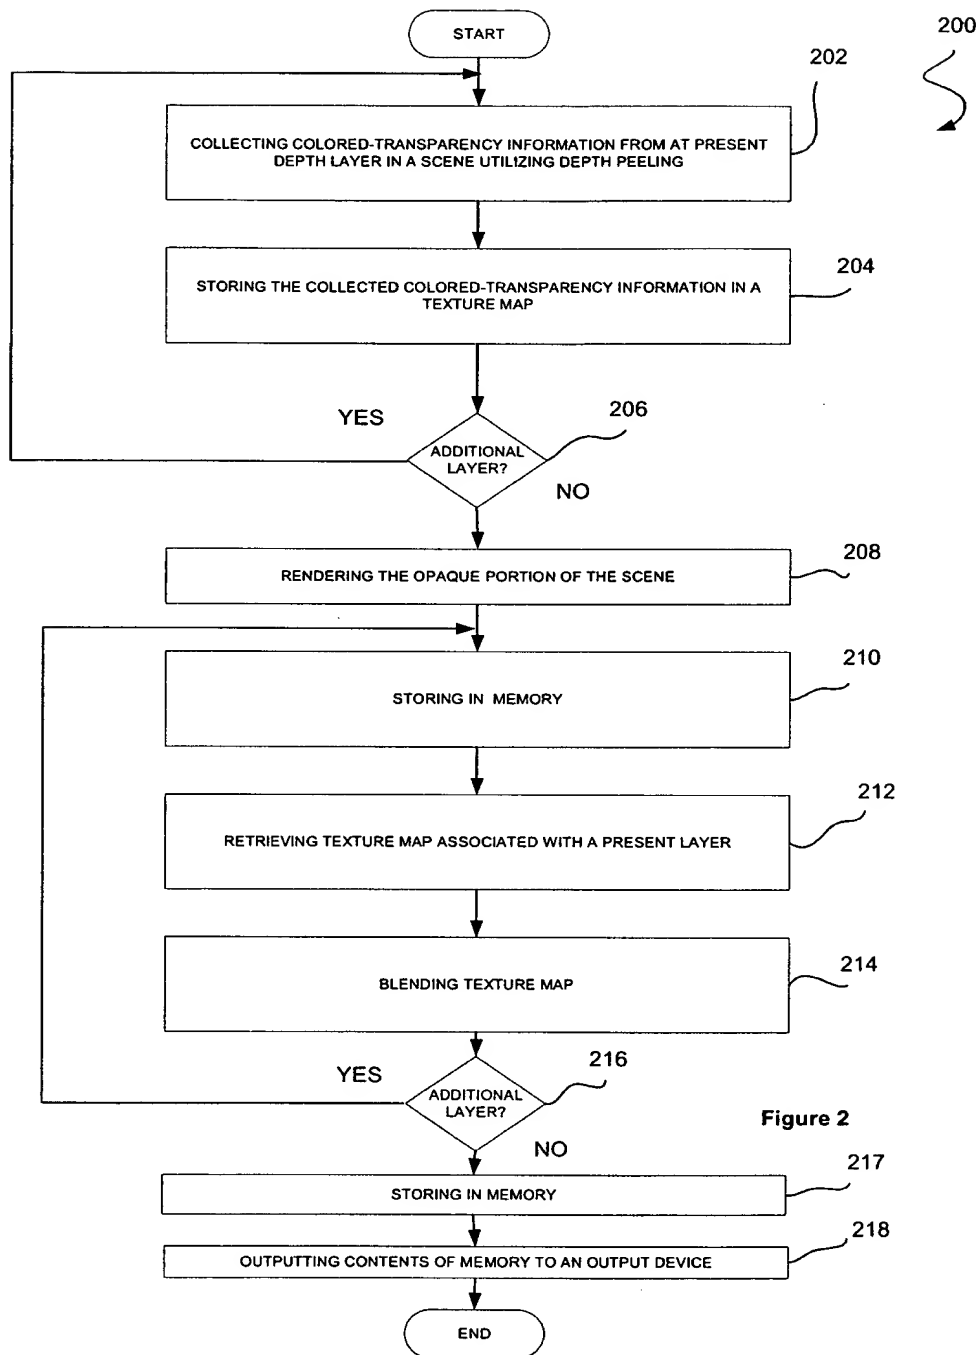 START
200
202
COLLECTING COLORED-TRANSPARENCY INFORMATION FROM AT PRESENT
DEPTH LAYER IN A SCENE UTILIZING DEPTH PEELING
204
STORING THE COLLECTED COLORED-TRANSPARENCY INFORMATION IN A
TEXTURE MAP
YES
206
ADDITIONAL
LAYER?
NO
208
RENDERING THE OPAQUE PORTION OF THE SCENE
210
STORING IN MEMORY
212
RETRIEVING TEXTURE MAP ASSOCIATED WITH A PRESENT LAYER
214
BLENDING TEXTURE MAP
YES
216
ADDITIONAL
LAYER?
Figure 2
NO
217
STORING IN MEMORY
218
OUTPUTTING CONTENTS OF MEMORY TO AN OUTPUT DEVICE
END